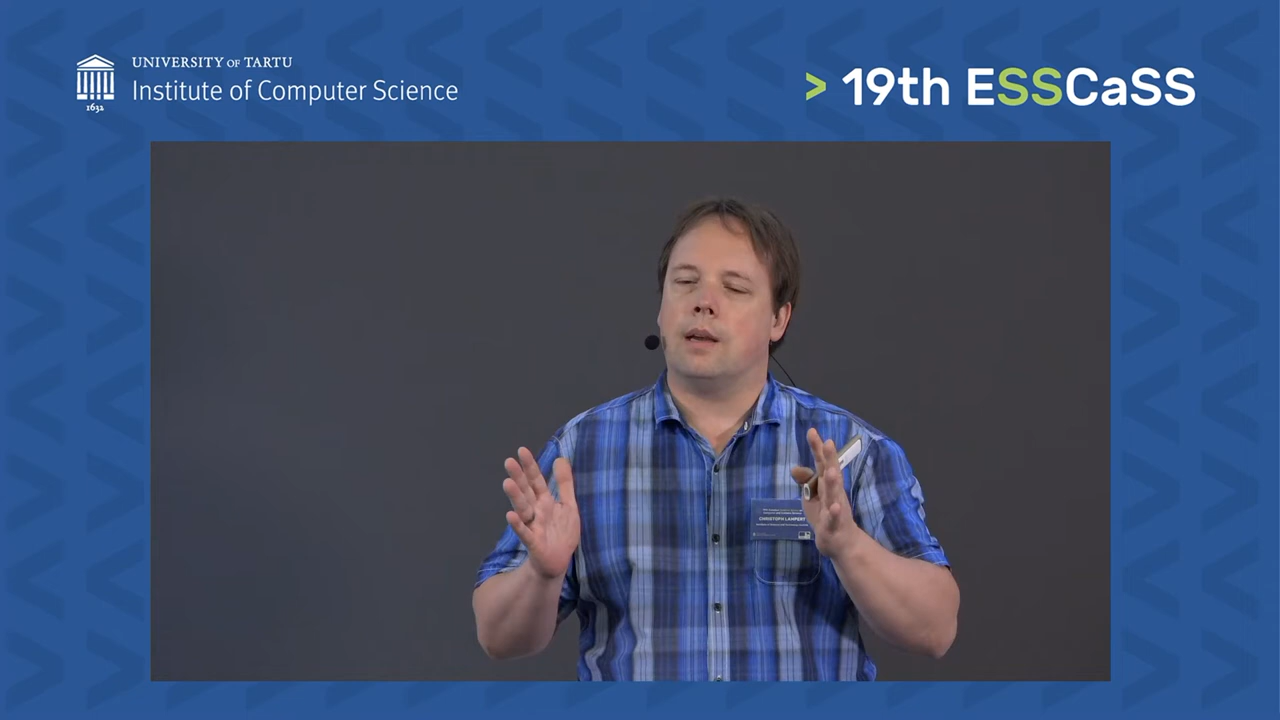 UNIVERSITY OF TARTU
Institute of Computer Science
1632
> 19th ESSCaSS
CHRISTOPH LAMPERT